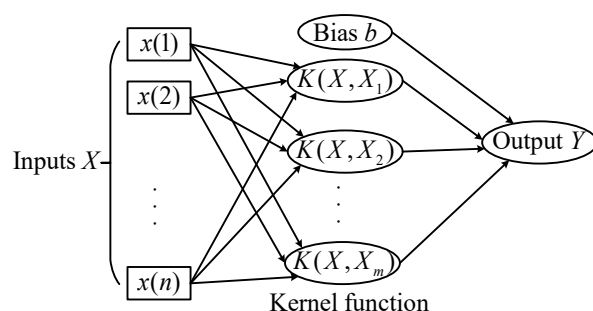 Bias b
x(1)
K(X, X₁)
x(2)
Output Y
K(X, X₂)
Inputs X
⋮
⋮
x(n)
K(X, Xₘ)
Kernel function